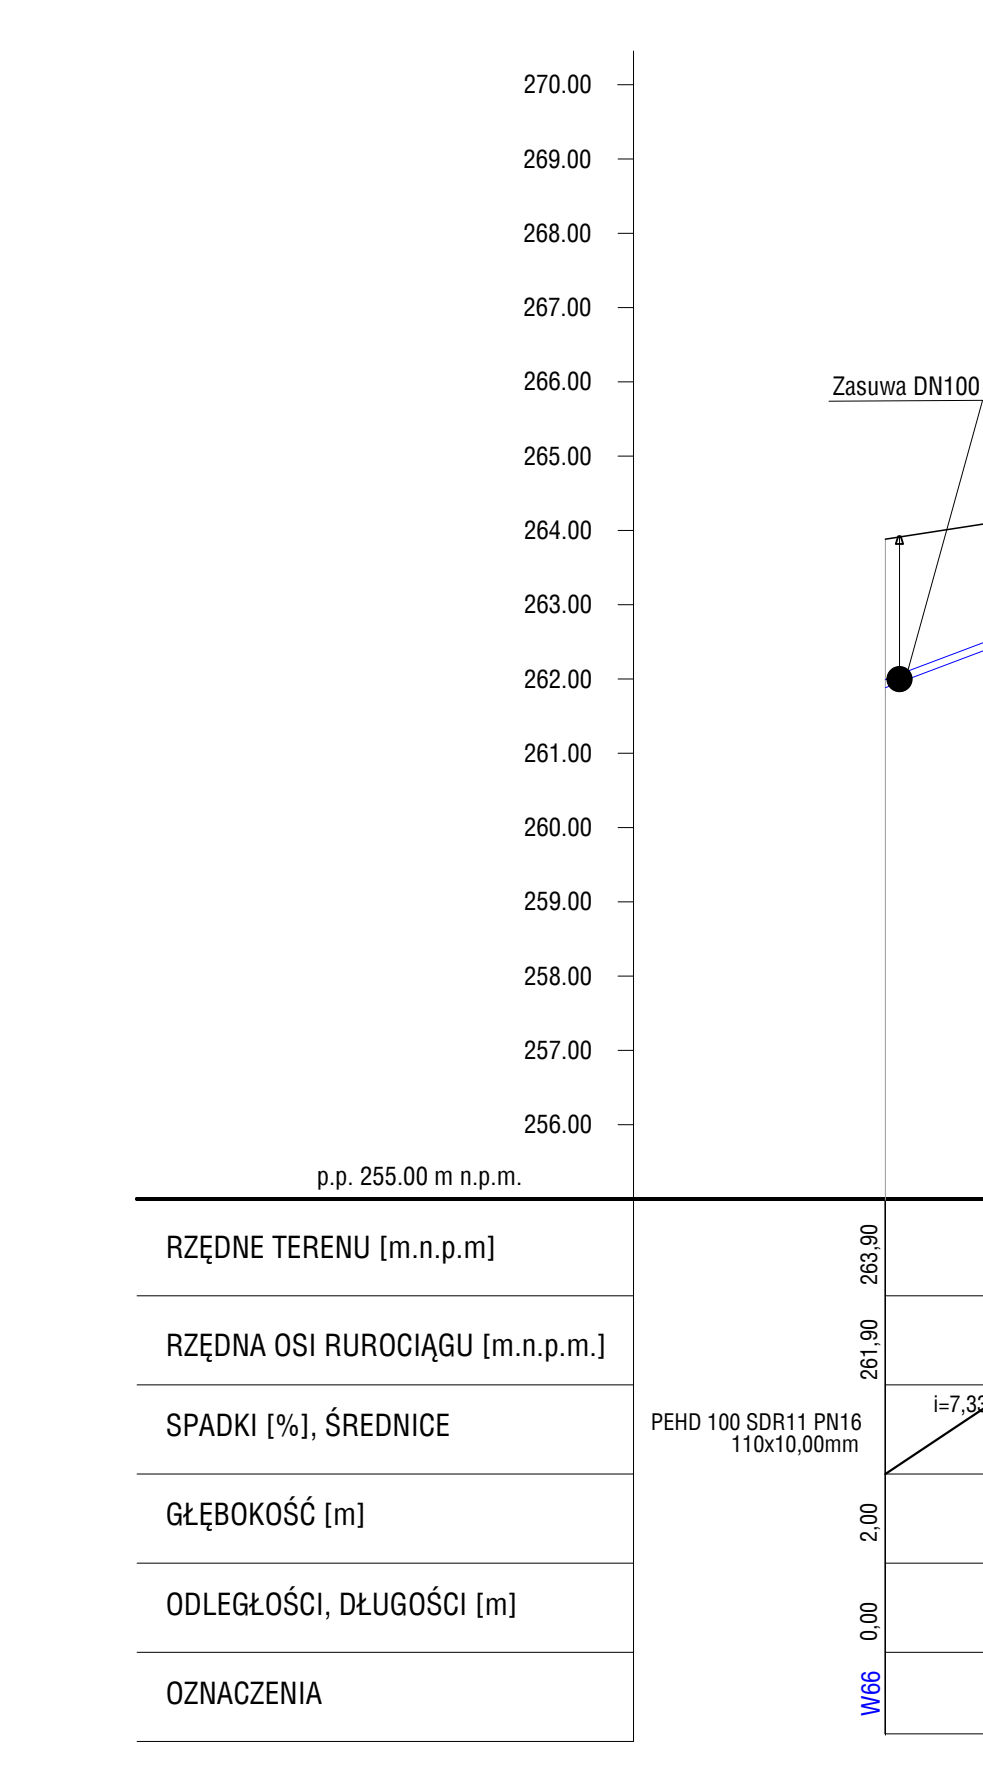 270.00
269.00
268.00
267.00
266.00
Zasuwa DN100
265.00
264.00
263.00
262.00
261.00
260.00
259.00
258.00
257.00
256.00
p.p. 255.00 m n.p.m.
RZĘDNE TERENU [m.n.p.m]
263,90
RZĘDNA OSI RUROCIĄGU [m.n.p.m.]
261,90
SPADKI [%], ŚREDNICE
PEHD 100 SDR11 PN16
110x10,00mm
i=7,33
GŁĘBOKOŚĆ [m]
2,00
ODLEGŁOŚCI, DŁUGOŚCI [m]
0,00
OZNACZENIA
W66